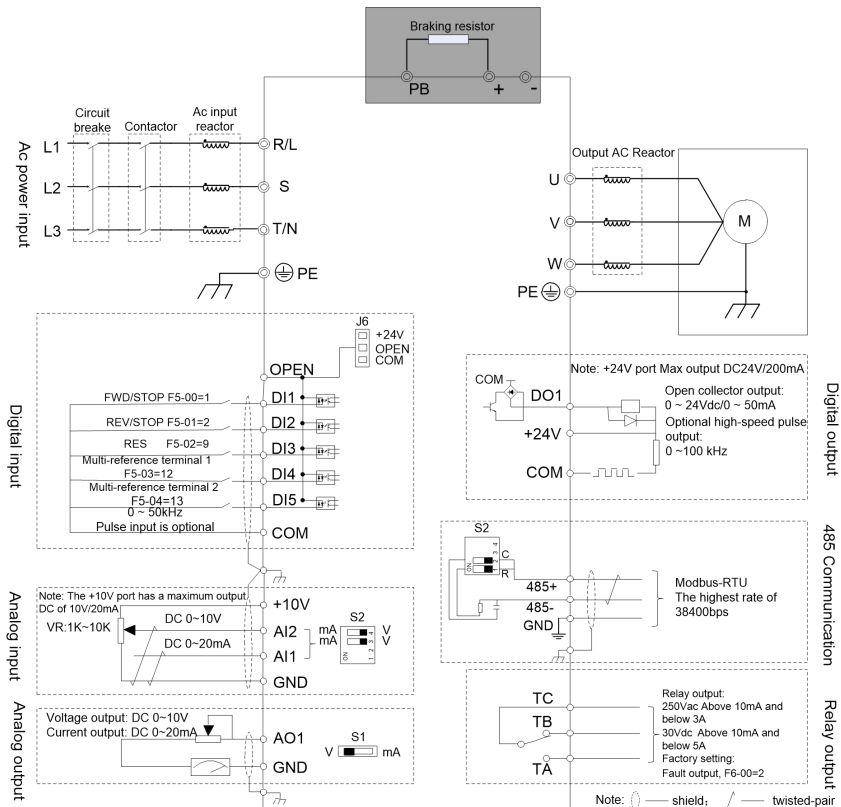 Braking resistor
PB
+
-
Circuit
breake
Contactor
Ac input
reactor
Ac power input
L1
R/L
L2
S
L3
T/N
PE
Output AC Reactor
U
V
M
W
PE
Digital input
J6
+24V
OPEN
COM
OPEN
FWD/STOP F5-00=1
DI1
REV/STOP F5-01=2
DI2
RES F5-02=9
DI3
Multi-reference terminal 1
F5-03=12
DI4
Multi-reference terminal 2
F5-04=13
DI5
0 ~ 50kHz
Pulse input is optional
COM
Digital output
Note: +24V port Max output DC24V/200mA
COM
DO1
Open collector output:
0 ~ 24Vdc/0 ~ 50mA
Optional high-speed pulse
output:
0 ~100 kHz
+24V
COM
Analog input
Note: The +10V port has a maximum output
DC of 10V/20mA
+10V
VR:1K~10K
DC 0~10V
AI2
DC 0~20mA
AI1
GND
S2
mA
mA
V
V
ON
1 2 3 4
485 Communication
S2
ON
1 2 3 4
C
R
485+
485-
GND
Modbus-RTU
The highest rate of
38400bps
Analog output
Voltage output: DC 0~10V
Current output: DC 0~20mA
AO1
GND
S1
V
mA
Relay output
TC
TB
TA
Relay output:
250Vac Above 10mA and
below 3A
30Vdc Above 10mA and
below 5A
Factory setting:
Fault output, F6-00=2
Note: shield; twisted-pair